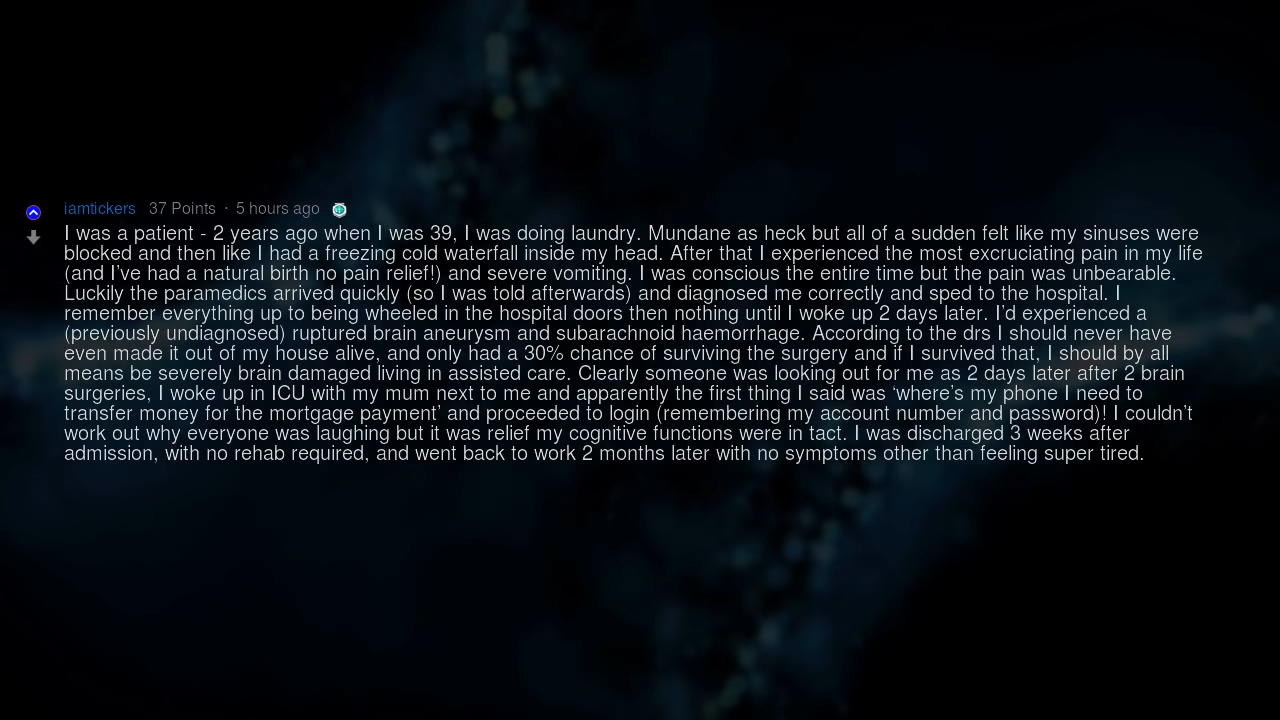 iamtickers 37 Points · 5 hours ago
I was a patient - 2 years ago when I was 39, I was doing laundry. Mundane as heck but all of a sudden felt like my sinuses were
blocked and then like I had a freezing cold waterfall inside my head. After that I experienced the most excruciating pain in my life
(and I’ve had a natural birth no pain relief!) and severe vomiting. I was conscious the entire time but the pain was unbearable.
Luckily the paramedics arrived quickly (so I was told afterwards) and diagnosed me correctly and sped to the hospital. I
remember everything up to being wheeled in the hospital doors then nothing until I woke up 2 days later. I’d experienced a
(previously undiagnosed) ruptured brain aneurysm and subarachnoid haemorrhage. According to the drs I should never have
even made it out of my house alive, and only had a 30% chance of surviving the surgery and if I survived that, I should by all
means be severely brain damaged living in assisted care. Clearly someone was looking out for me as 2 days later after 2 brain
surgeries, I woke up in ICU with my mum next to me and apparently the first thing I said was ‘where’s my phone I need to
transfer money for the mortgage payment’ and proceeded to login (remembering my account number and password)! I couldn’t
work out why everyone was laughing but it was relief my cognitive functions were in tact. I was discharged 3 weeks after
admission, with no rehab required, and went back to work 2 months later with no symptoms other than feeling super tired.